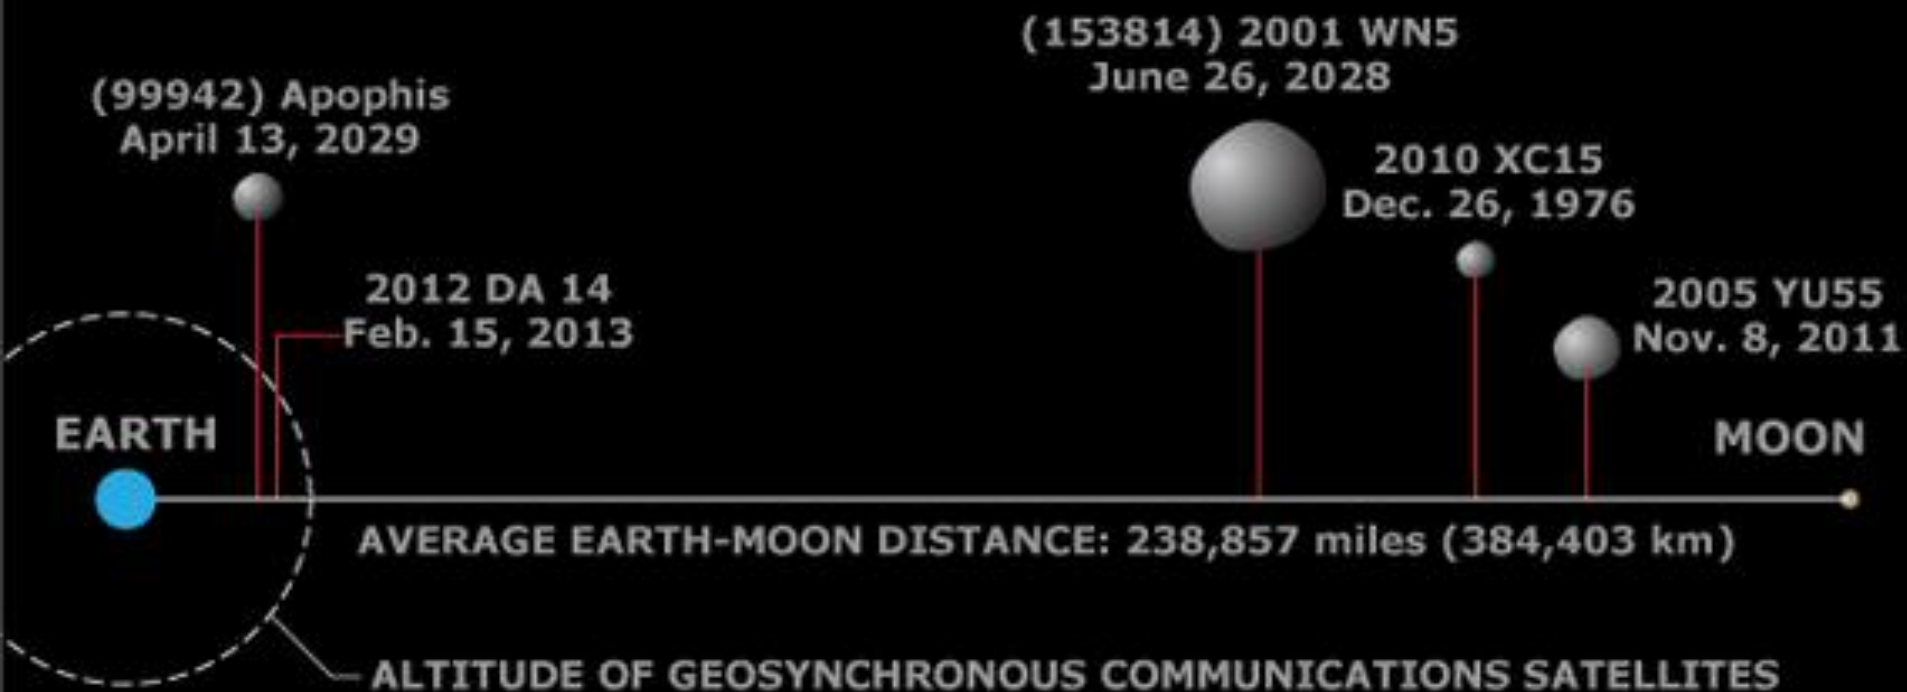 (153814) 2001 WN5
June 26, 2028
(99942) Apophis
April 13, 2029
2010 XC15
Dec. 26, 1976
2012 DA 14
Feb. 15, 2013
2005 YU55
Nov. 8, 2011
EARTH
MOON
AVERAGE EARTH-MOON DISTANCE: 238,857 miles (384,403 km)
ALTITUDE OF GEOSYNCHRONOUS COMMUNICATIONS SATELLITES